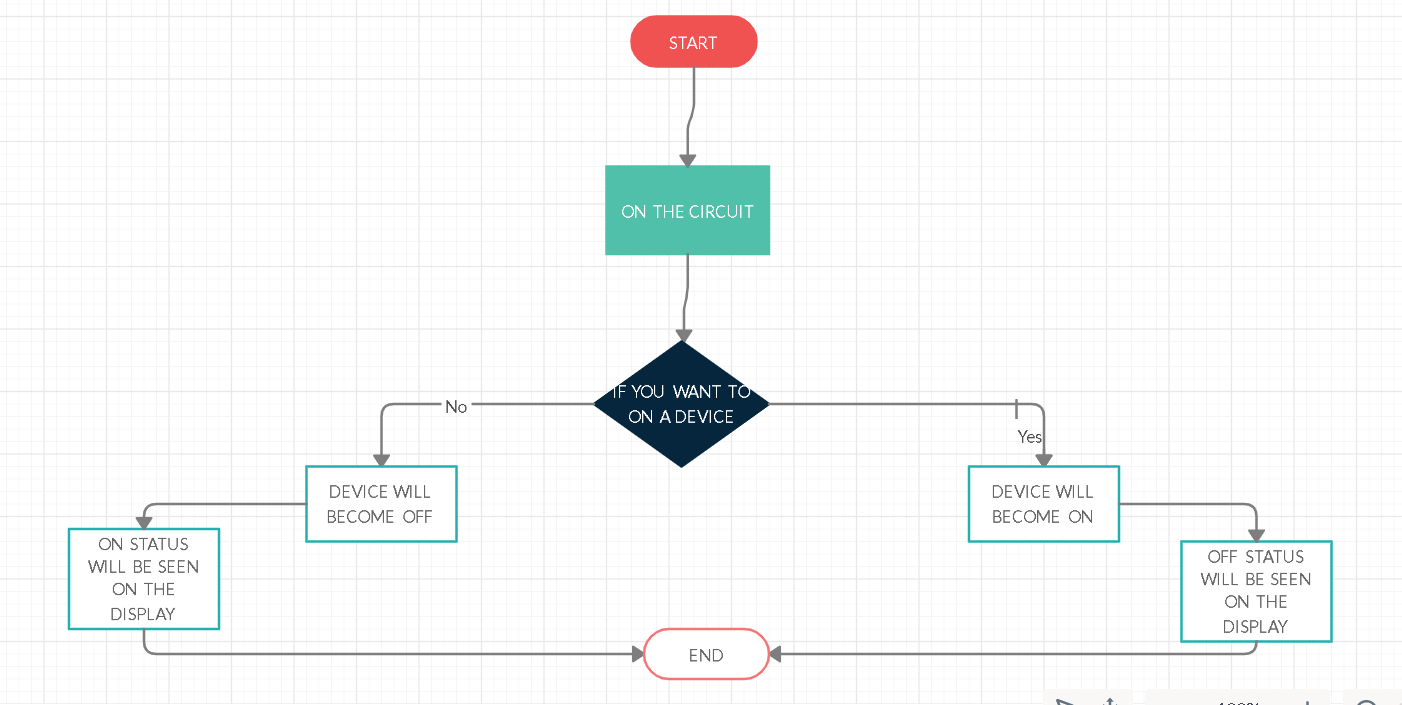 START
ON THE CIRCUIT
IF YOU WANT TO
ON A DEVICE
No
Yes
DEVICE WILL
BECOME OFF
DEVICE WILL
BECOME ON
ON STATUS
WILL BE SEEN
ON THE
DISPLAY
OFF STATUS
WILL BE SEEN
ON THE
DISPLAY
END